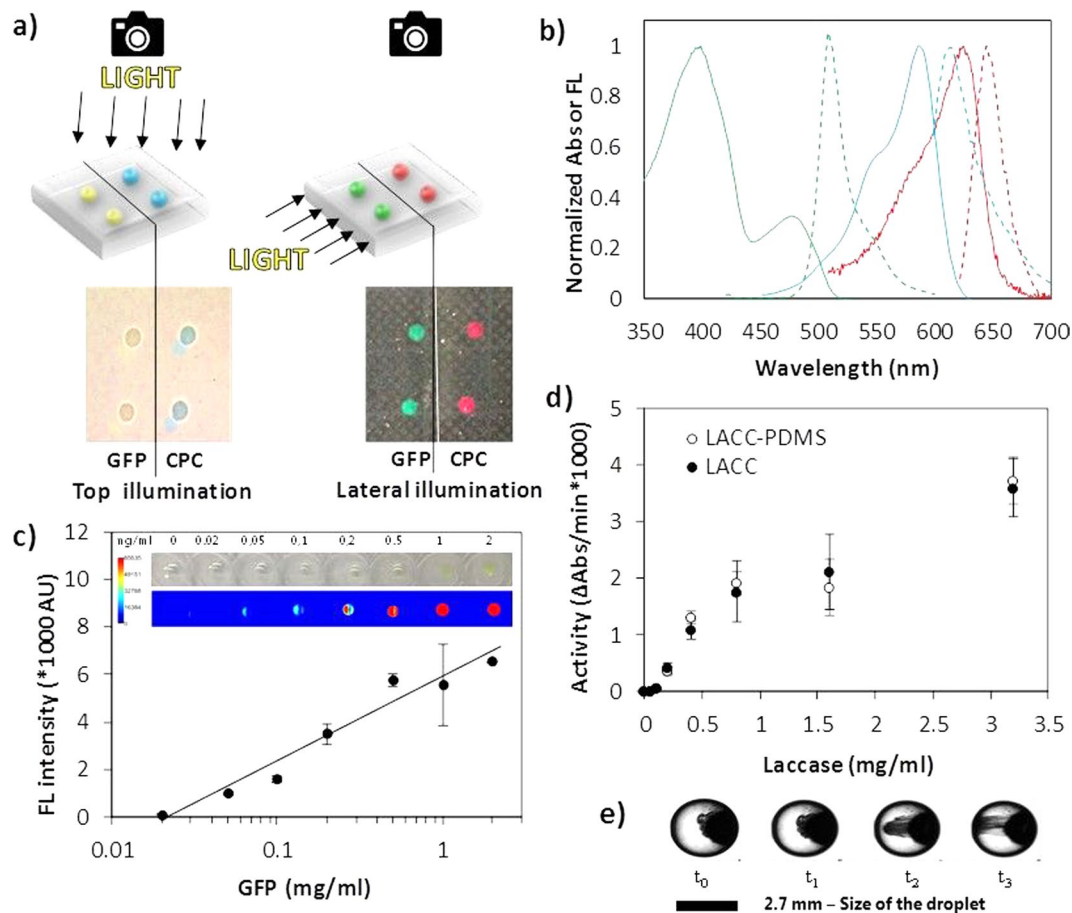 a)
LIGHT
LIGHT
GFP CPC
Top illumination
GFP CPC
Lateral illumination
b)
Normalized Abs or FL
1
0.8
0.6
0.4
0.2
0
350 400 450 500 550 600 650 700
Wavelength (nm)
c)
ng/ml 0 0.02 0.05 0.1 0.2 0.5 1 2
32768
16384
0
FL intensity (*1000 AU)
12
10
8
6
4
2
0
0.01 0.1 1
GFP (mg/ml)
d)
LACC-PDMS
LACC
Activity (ΔAbs/min*1000)
5
4
3
2
1
0
0 0.5 1 1.5 2 2.5 3 3.5
Laccase (mg/ml)
e)
t0 t1 t2 t3
2.7 mm – Size of the droplet